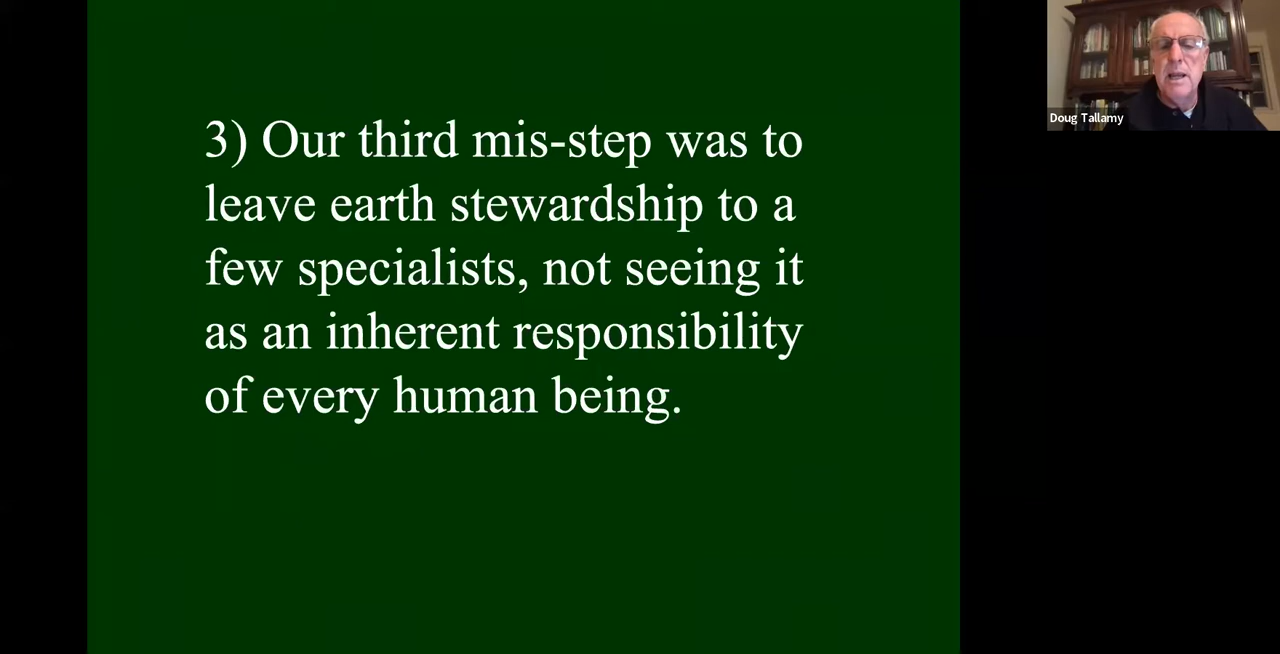 3) Our third mis-step was to
leave earth stewardship to a
few specialists, not seeing it
as an inherent responsibility
of every human being.
Doug Tallamy